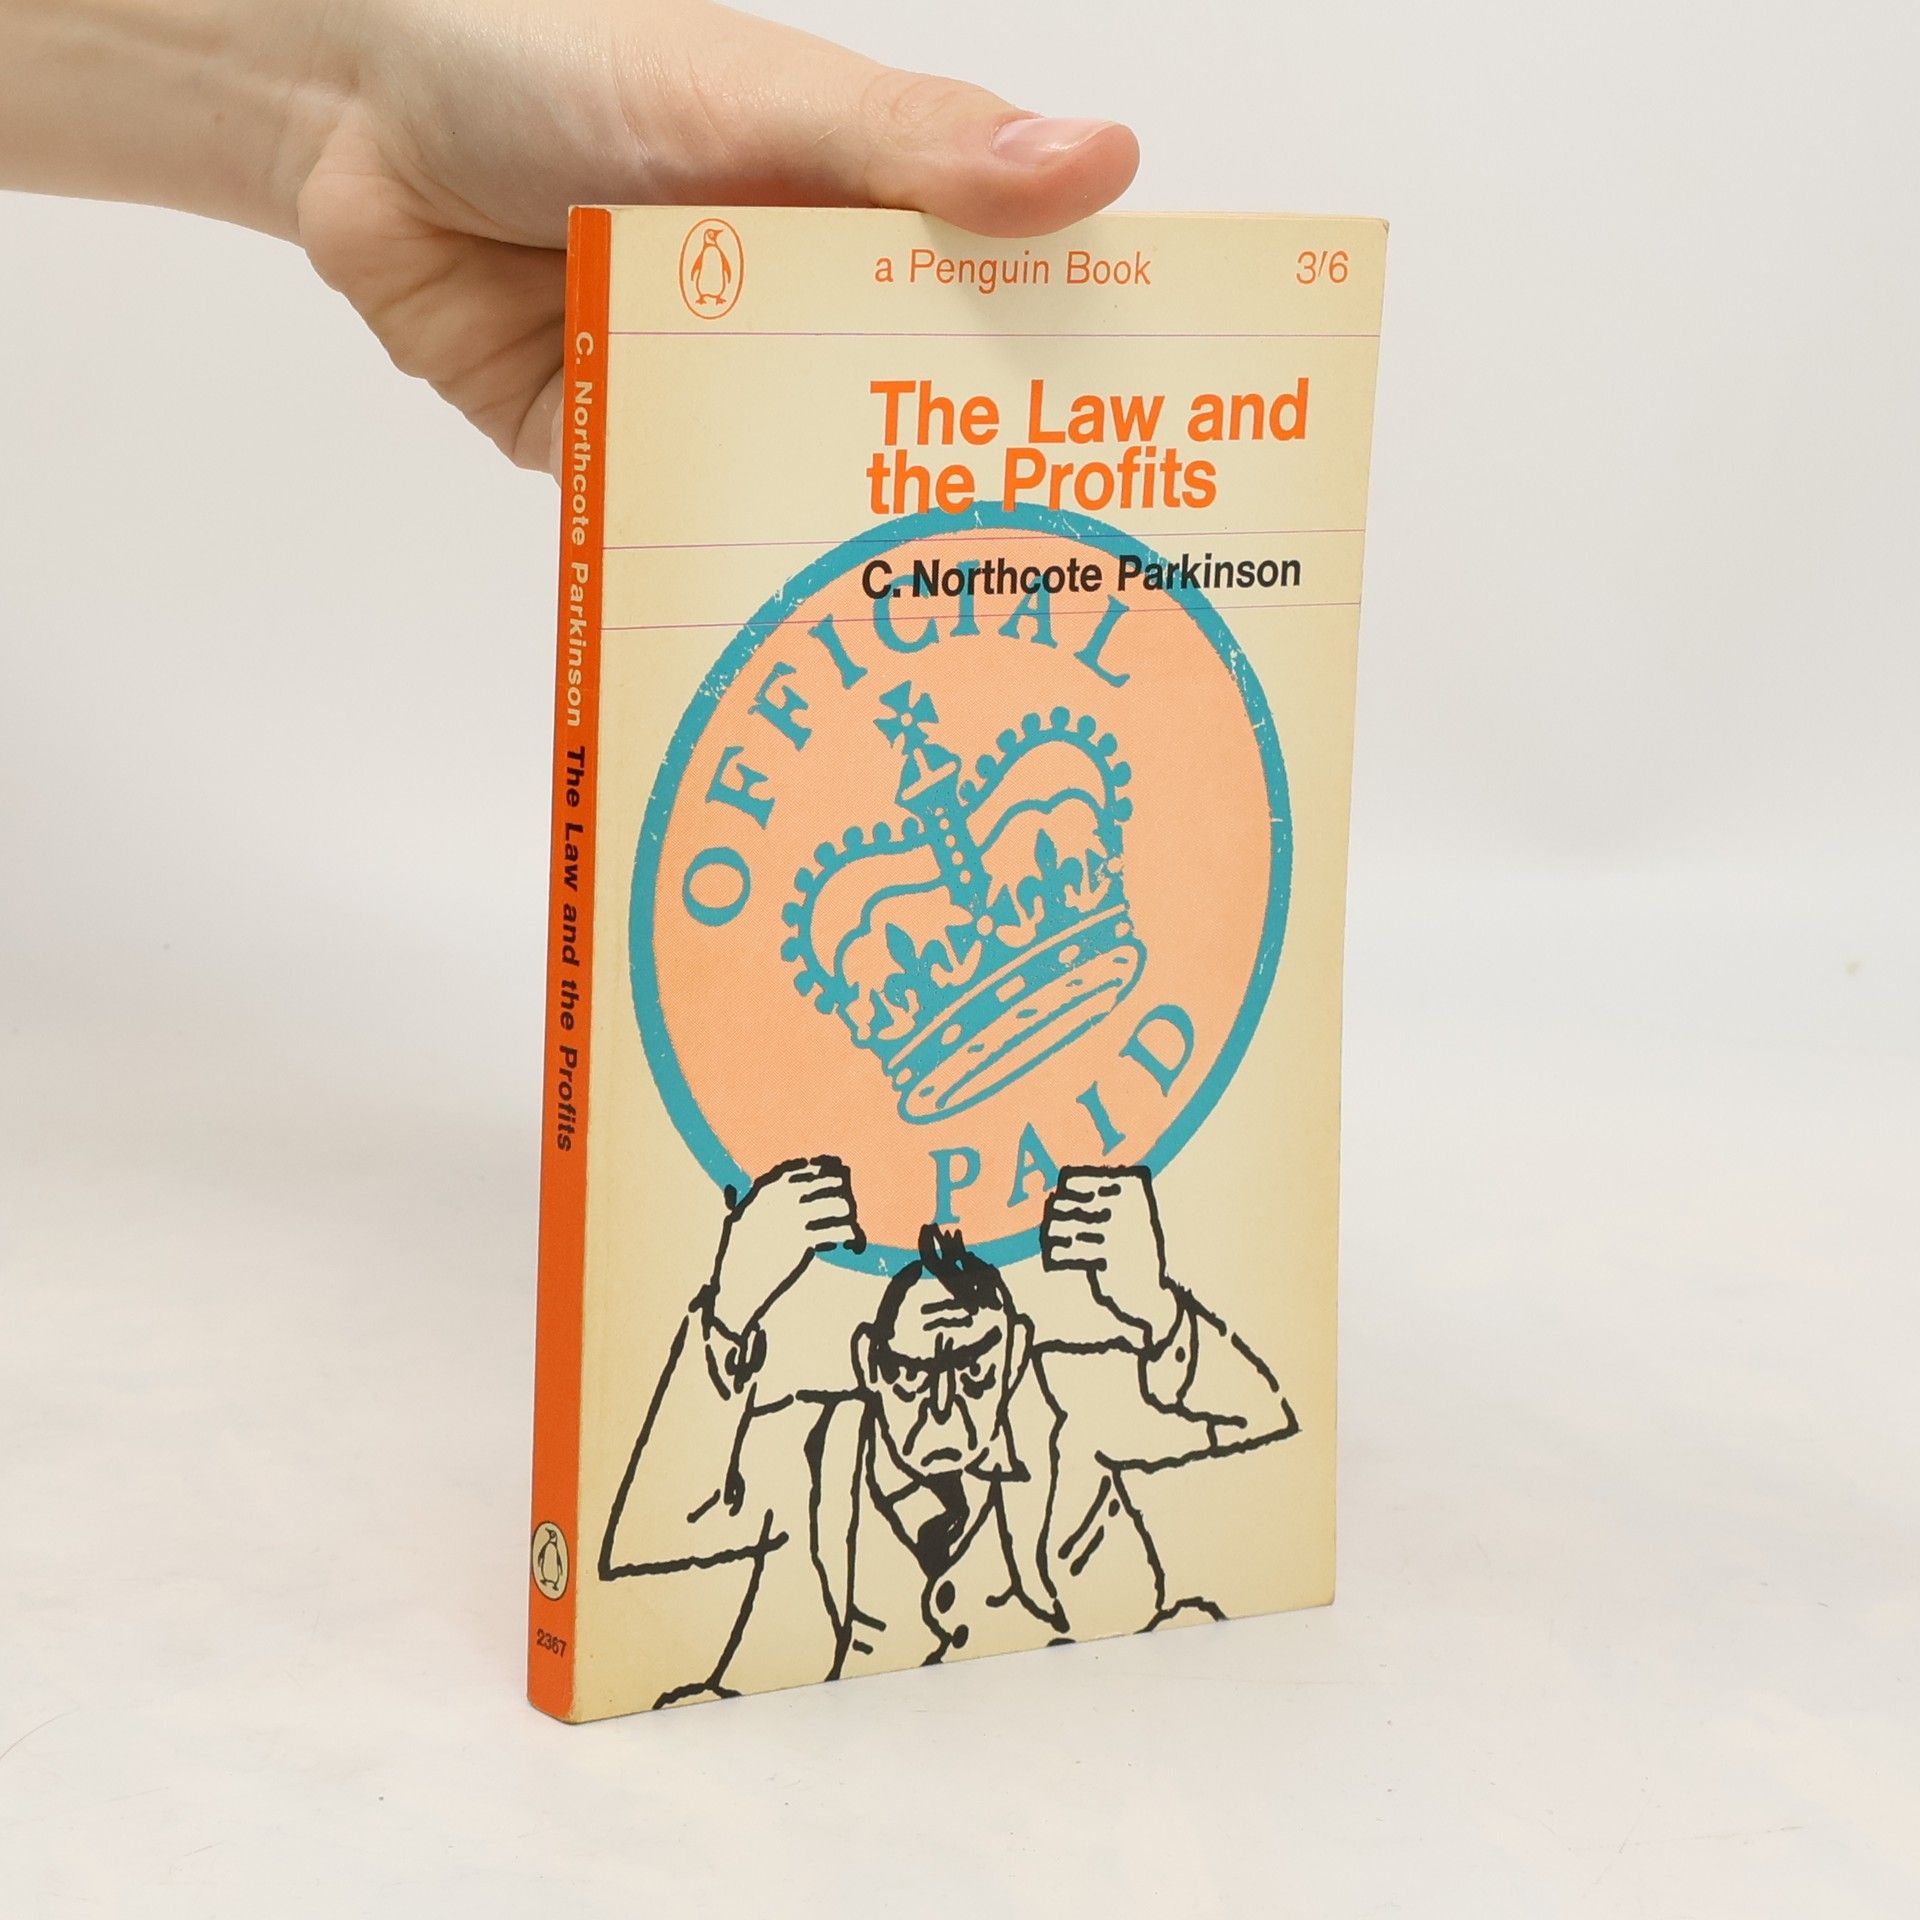 a Penguin Book 3/6
The Law and
the Profits
C. Northcote Parkinson
OFFICIAL
PAID
C. Northcote Parkinson The Law and the Profits
2367